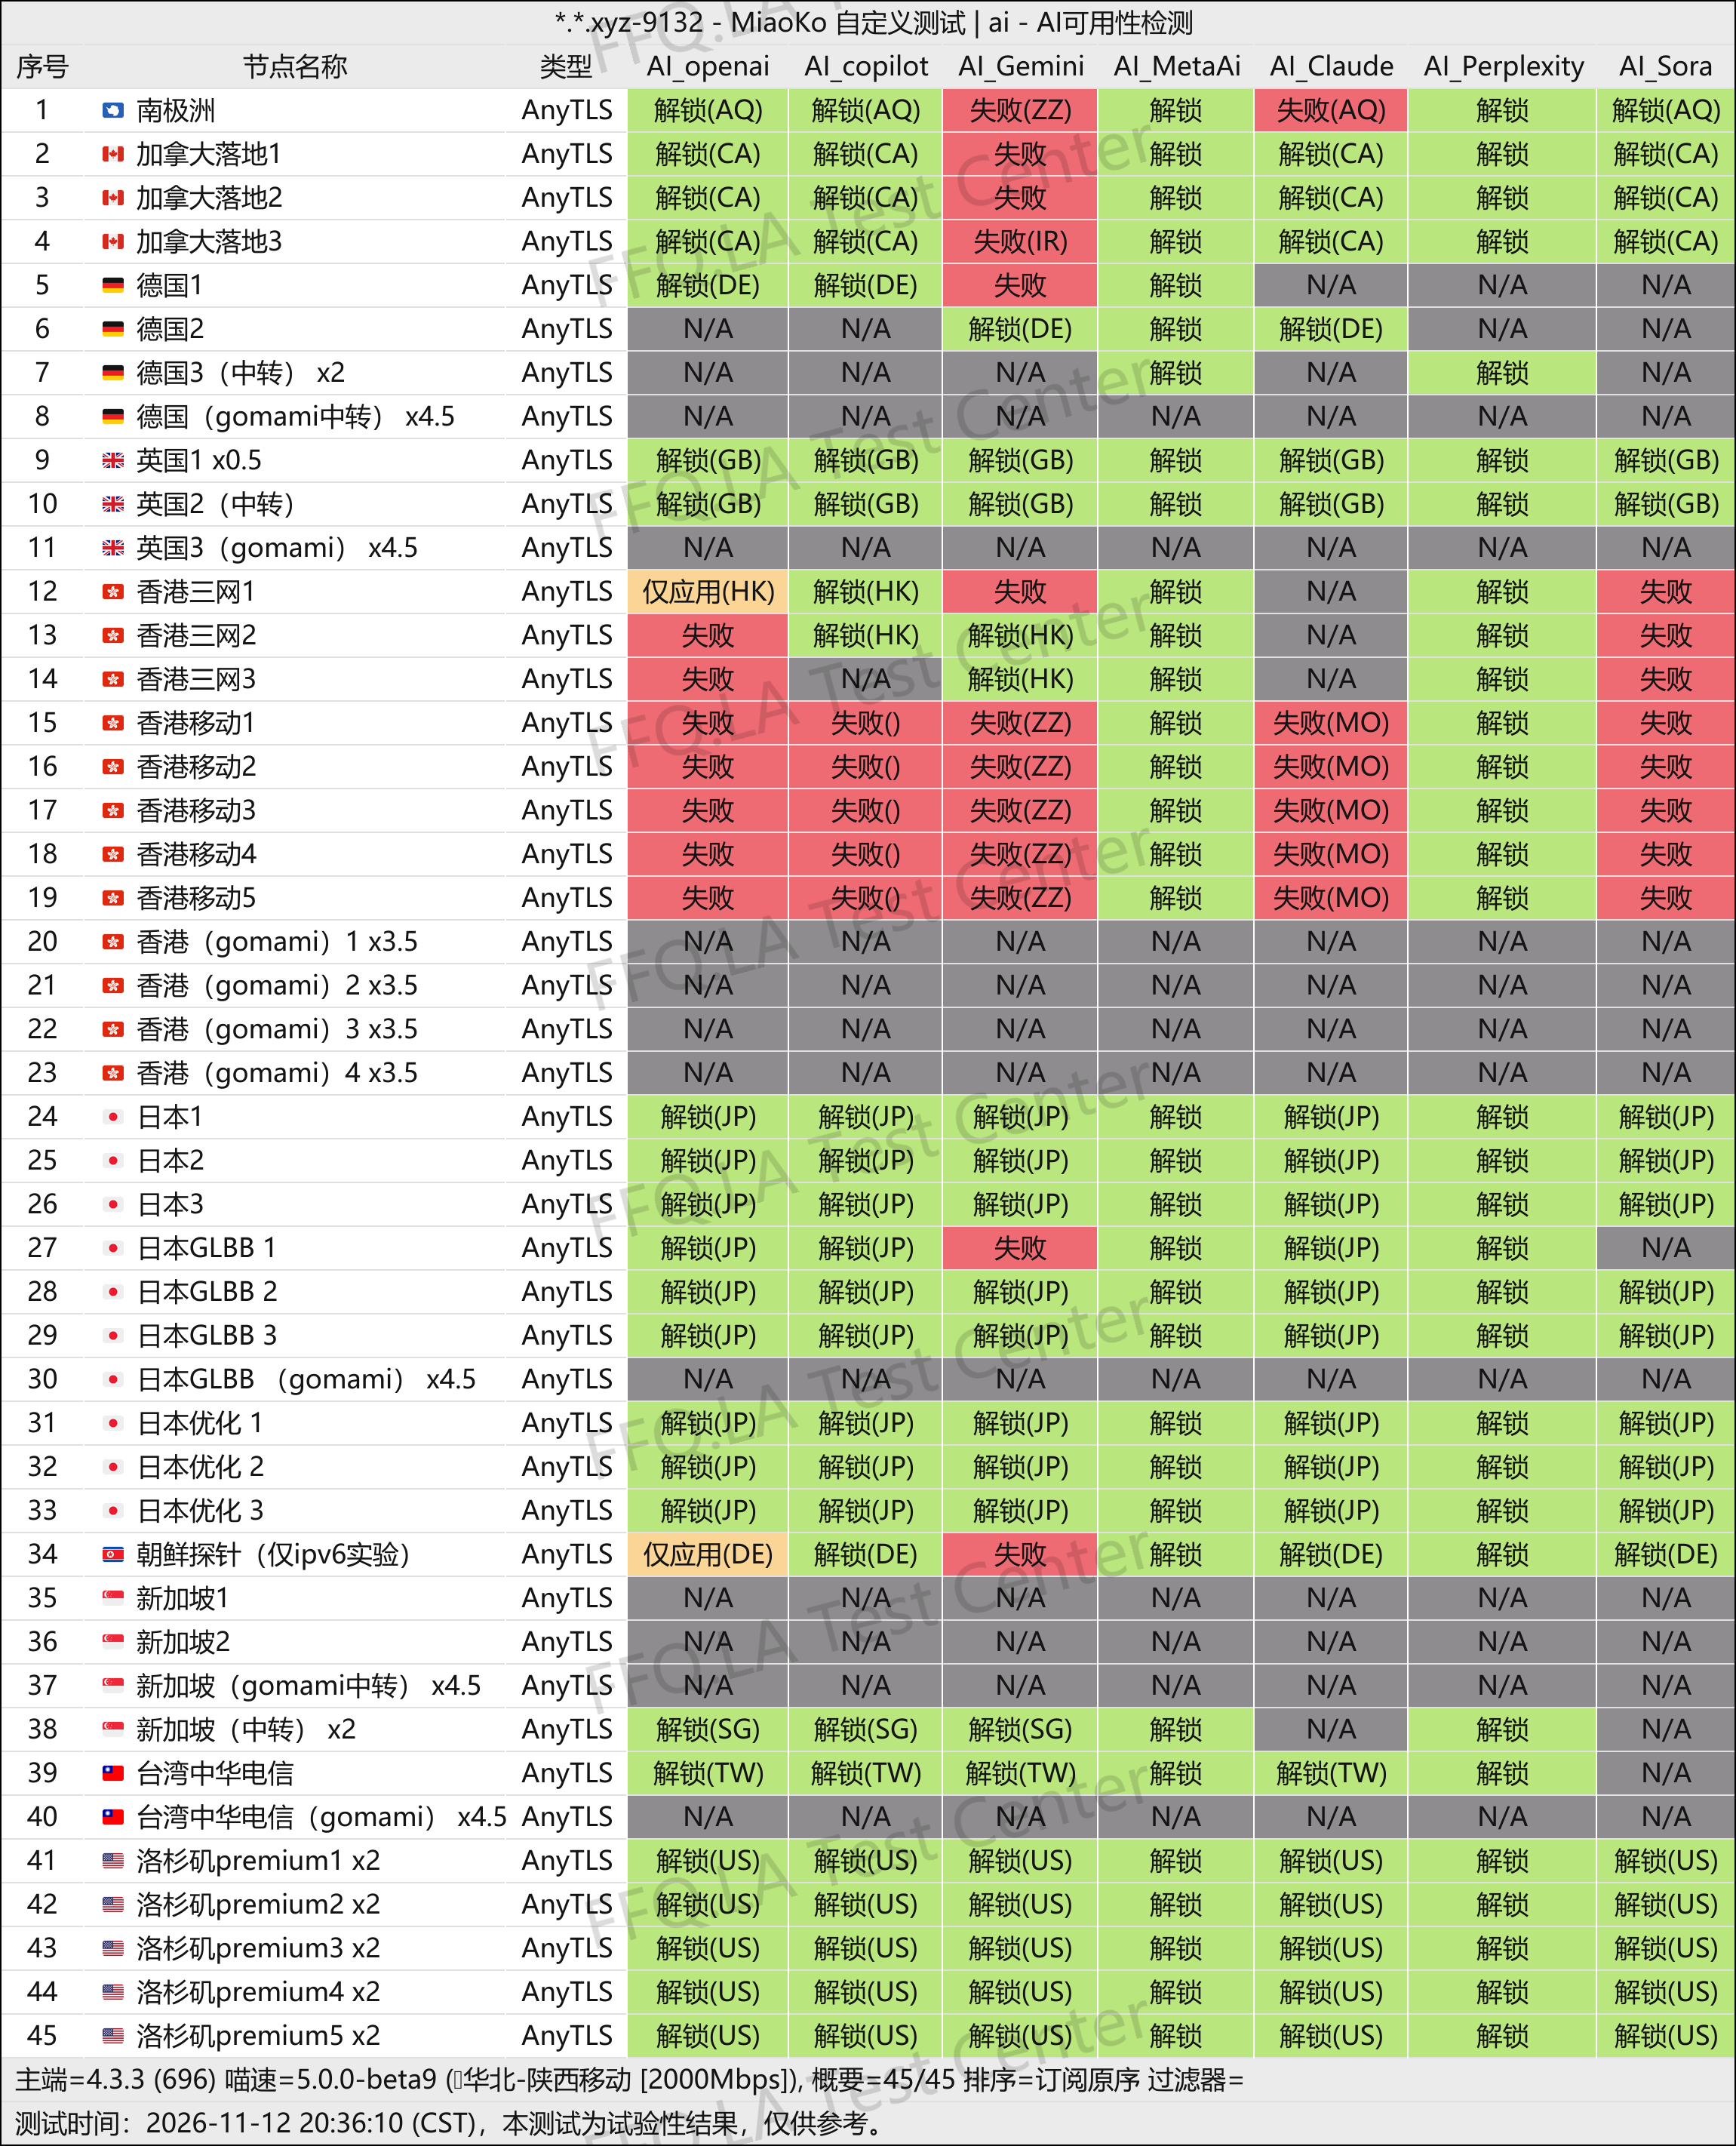 *.*.xyz-9132 - MiaoKo 自定义测试 | ai - AI可用性检测
序号 节点名称 类型 AI_openai AI_copilot AI_Gemini AI_MetaAi AI_Claude AI_Perplexity AI_Sora
1 南极洲 AnyTLS 解锁(AQ) 解锁(AQ) 失败(ZZ) 解锁 失败(AQ) 解锁 解锁(AQ)
2 加拿大落地1 AnyTLS 解锁(CA) 解锁(CA) 失败 解锁 解锁(CA) 解锁 解锁(CA)
3 加拿大落地2 AnyTLS 解锁(CA) 解锁(CA) 失败 解锁 解锁(CA) 解锁 解锁(CA)
4 加拿大落地3 AnyTLS 解锁(CA) 解锁(CA) 失败(IR) 解锁 解锁(CA) 解锁 解锁(CA)
5 德国1 AnyTLS 解锁(DE) 解锁(DE) 失败 解锁 N/A N/A N/A
6 德国2 AnyTLS N/A N/A 解锁(DE) 解锁 解锁(DE) N/A N/A
7 德国3（中转） x2 AnyTLS N/A N/A N/A 解锁 N/A 解锁 N/A
8 德国（gomami中转） x4.5 AnyTLS N/A N/A N/A N/A N/A N/A N/A
9 英国1 x0.5 AnyTLS 解锁(GB) 解锁(GB) 解锁(GB) 解锁 解锁(GB) 解锁 解锁(GB)
10 英国2（中转） AnyTLS 解锁(GB) 解锁(GB) 解锁(GB) 解锁 解锁(GB) 解锁 解锁(GB)
11 英国3（gomami） x4.5 AnyTLS N/A N/A N/A N/A N/A N/A N/A
12 香港三网1 AnyTLS 仅应用(HK) 解锁(HK) 失败 解锁 N/A 解锁 失败
13 香港三网2 AnyTLS 失败 解锁(HK) 解锁(HK) 解锁 N/A 解锁 失败
14 香港三网3 AnyTLS 失败 N/A 解锁(HK) 解锁 N/A 解锁 失败
15 香港移动1 AnyTLS 失败 失败() 失败(ZZ) 解锁 失败(MO) 解锁 失败
16 香港移动2 AnyTLS 失败 失败() 失败(ZZ) 解锁 失败(MO) 解锁 失败
17 香港移动3 AnyTLS 失败 失败() 失败(ZZ) 解锁 失败(MO) 解锁 失败
18 香港移动4 AnyTLS 失败 失败() 失败(ZZ) 解锁 失败(MO) 解锁 失败
19 香港移动5 AnyTLS 失败 失败() 失败(ZZ) 解锁 失败(MO) 解锁 失败
20 香港（gomami）1 x3.5 AnyTLS N/A N/A N/A N/A N/A N/A N/A
21 香港（gomami）2 x3.5 AnyTLS N/A N/A N/A N/A N/A N/A N/A
22 香港（gomami）3 x3.5 AnyTLS N/A N/A N/A N/A N/A N/A N/A
23 香港（gomami）4 x3.5 AnyTLS N/A N/A N/A N/A N/A N/A N/A
24 日本1 AnyTLS 解锁(JP) 解锁(JP) 解锁(JP) 解锁 解锁(JP) 解锁 解锁(JP)
25 日本2 AnyTLS 解锁(JP) 解锁(JP) 解锁(JP) 解锁 解锁(JP) 解锁 解锁(JP)
26 日本3 AnyTLS 解锁(JP) 解锁(JP) 解锁(JP) 解锁 解锁(JP) 解锁 解锁(JP)
27 日本GLBB 1 AnyTLS 解锁(JP) 解锁(JP) 失败 解锁 解锁(JP) 解锁 N/A
28 日本GLBB 2 AnyTLS 解锁(JP) 解锁(JP) 解锁(JP) 解锁 解锁(JP) 解锁 解锁(JP)
29 日本GLBB 3 AnyTLS 解锁(JP) 解锁(JP) 解锁(JP) 解锁 解锁(JP) 解锁 解锁(JP)
30 日本GLBB （gomami） x4.5 AnyTLS N/A N/A N/A N/A N/A N/A N/A
31 日本优化 1 AnyTLS 解锁(JP) 解锁(JP) 解锁(JP) 解锁 解锁(JP) 解锁 解锁(JP)
32 日本优化 2 AnyTLS 解锁(JP) 解锁(JP) 解锁(JP) 解锁 解锁(JP) 解锁 解锁(JP)
33 日本优化 3 AnyTLS 解锁(JP) 解锁(JP) 解锁(JP) 解锁 解锁(JP) 解锁 解锁(JP)
34 朝鲜探针（仅ipv6实验） AnyTLS 仅应用(DE) 解锁(DE) 失败 解锁 解锁(DE) 解锁 解锁(DE)
35 新加坡1 AnyTLS N/A N/A N/A N/A N/A N/A N/A
36 新加坡2 AnyTLS N/A N/A N/A N/A N/A N/A N/A
37 新加坡（gomami中转） x4.5 AnyTLS N/A N/A N/A N/A N/A N/A N/A
38 新加坡（中转） x2 AnyTLS 解锁(SG) 解锁(SG) 解锁(SG) 解锁 N/A 解锁 N/A
39 台湾中华电信 AnyTLS 解锁(TW) 解锁(TW) 解锁(TW) 解锁 解锁(TW) 解锁 N/A
40 台湾中华电信（gomami） x4.5 AnyTLS N/A N/A N/A N/A N/A N/A N/A
41 洛杉矶premium1 x2 AnyTLS 解锁(US) 解锁(US) 解锁(US) 解锁 解锁(US) 解锁 解锁(US)
42 洛杉矶premium2 x2 AnyTLS 解锁(US) 解锁(US) 解锁(US) 解锁 解锁(US) 解锁 解锁(US)
43 洛杉矶premium3 x2 AnyTLS 解锁(US) 解锁(US) 解锁(US) 解锁 解锁(US) 解锁 解锁(US)
44 洛杉矶premium4 x2 AnyTLS 解锁(US) 解锁(US) 解锁(US) 解锁 解锁(US) 解锁 解锁(US)
45 洛杉矶premium5 x2 AnyTLS 解锁(US) 解锁(US) 解锁(US) 解锁 解锁(US) 解锁 解锁(US)
主端=4.3.3 (696) 喵速=5.0.0-beta9 (华北-陕西移动 [2000Mbps]), 概要=45/45 排序=订阅原序 过滤器=
测试时间：2026-11-12 20:36:10 (CST)，本测试为试验性结果，仅供参考。
FFQ.LA Test Center